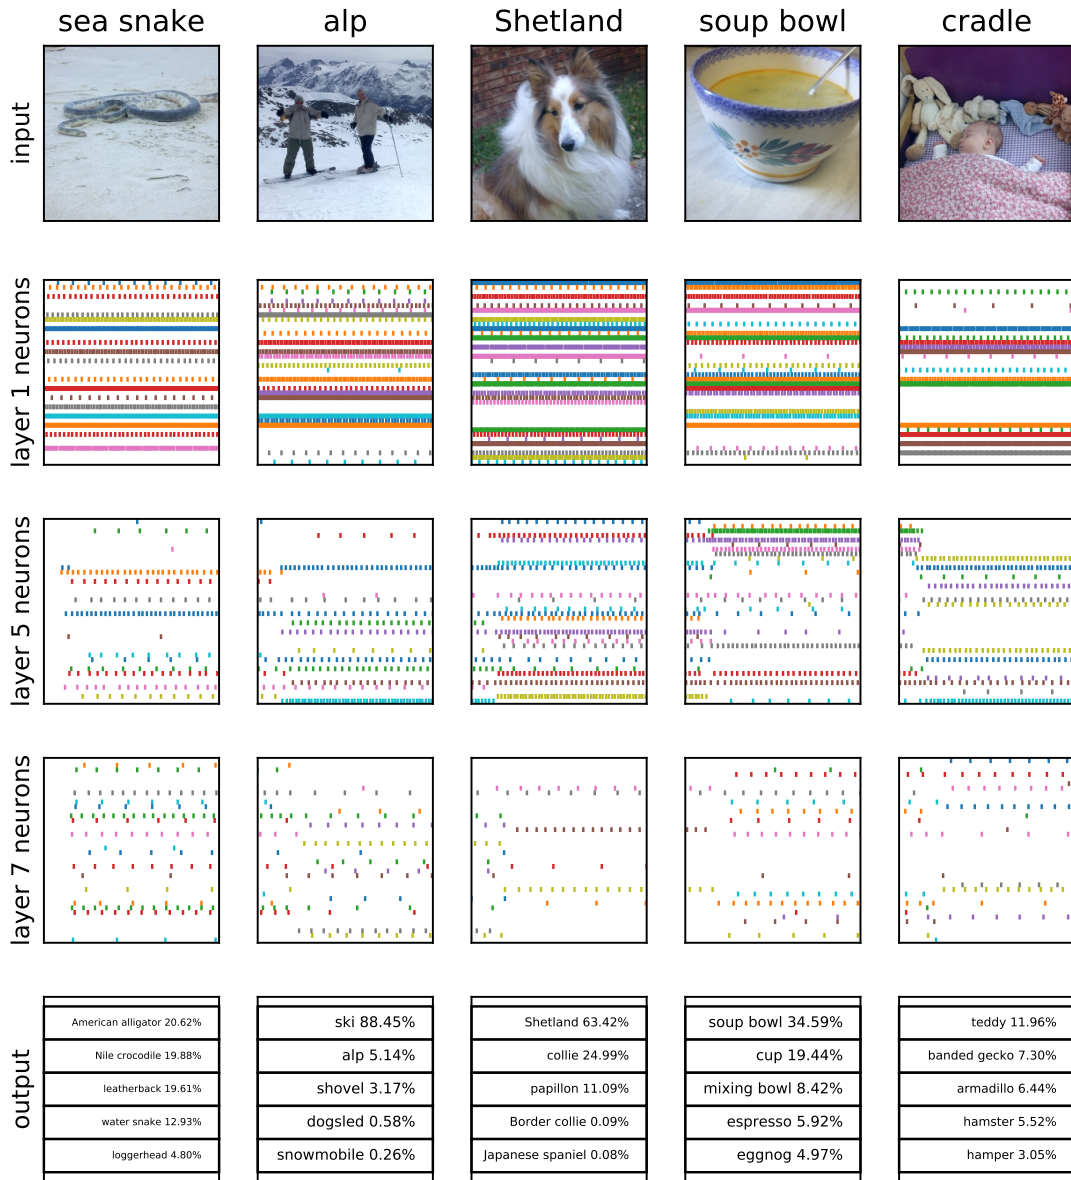 sea snake alp Shetland soup bowl cradle
input
layer 1 neurons
layer 5 neurons
layer 7 neurons
output
American alligator 20.62% ski 88.45% Shetland 63.42% soup bowl 34.59% teddy 11.96%
Nile crocodile 19.88% alp 5.14% collie 24.99% cup 19.44% banded gecko 7.30%
leatherback 19.61% shovel 3.17% papillon 11.09% mixing bowl 8.42% armadillo 6.44%
water snake 12.93% dogsled 0.58% Border collie 0.09% espresso 5.92% hamster 5.52%
loggerhead 4.80% snowmobile 0.26% Japanese spaniel 0.08% eggnog 4.97% hamper 3.05%